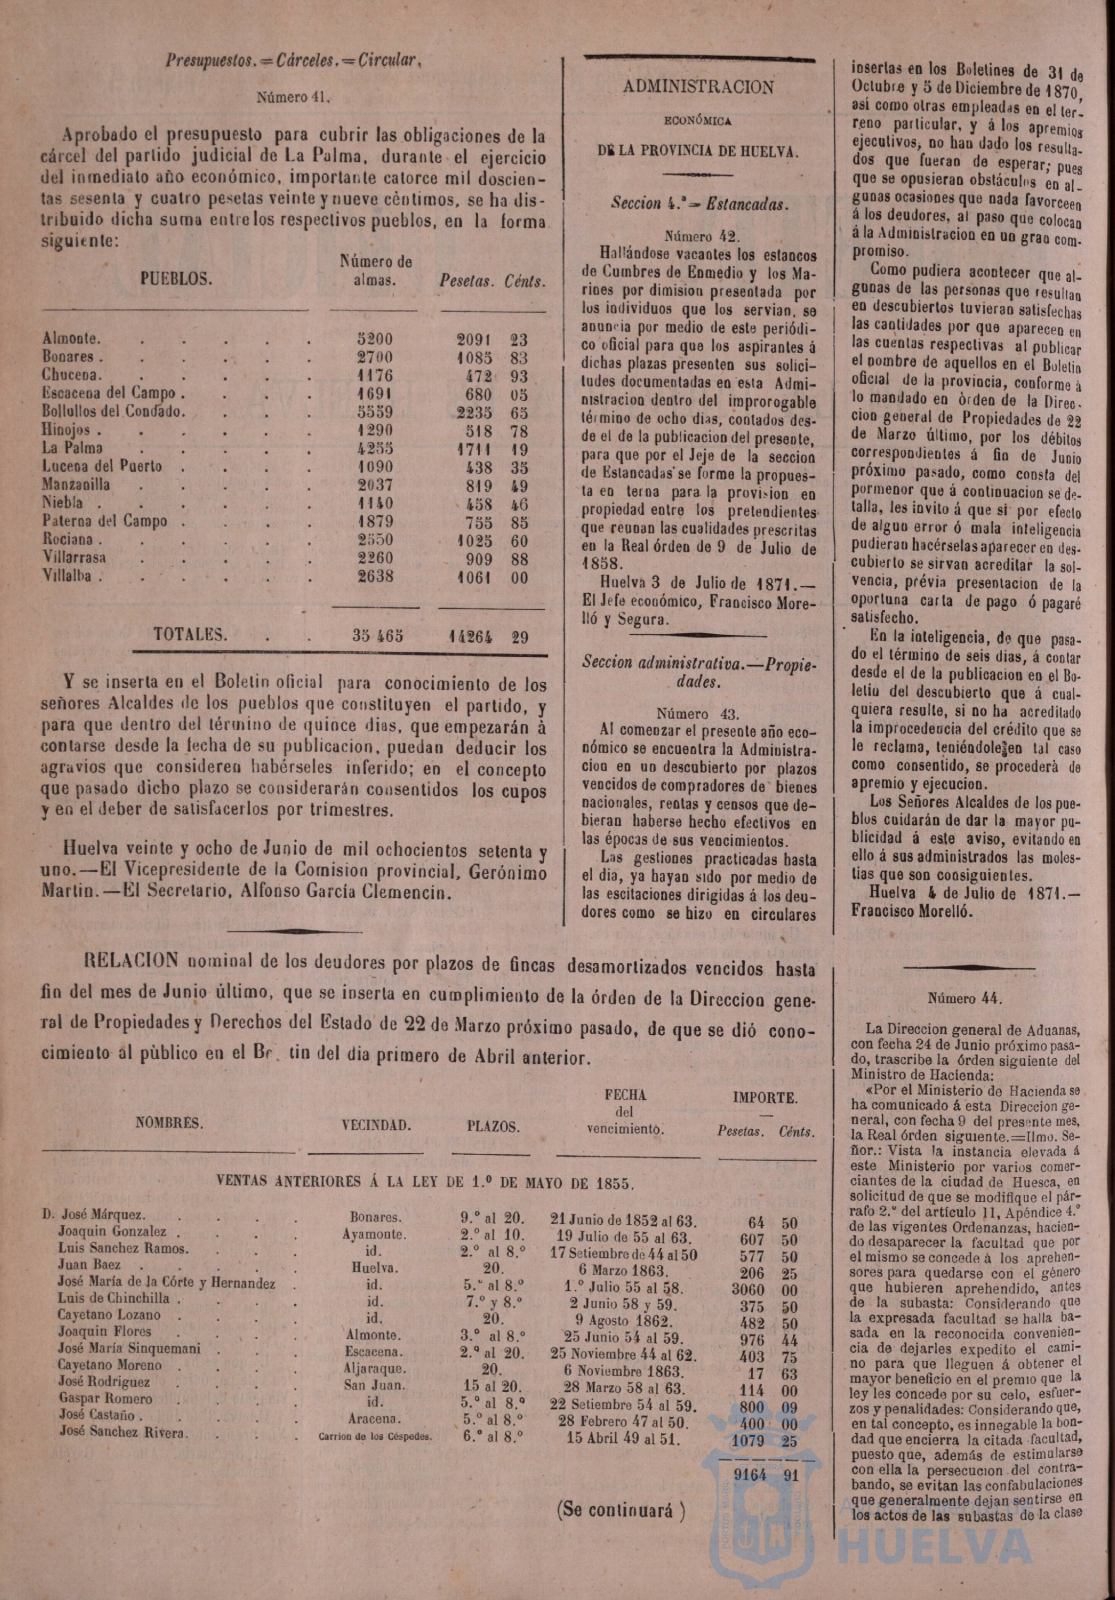 Presupuestos.=Cárceles.=Circular.
Número 41.
Aprobado el presupuesto para cubrir las obligaciones de la
cárcel del partido judicial de La Palma, durante el ejercicio
del inmediato año económico, importante catorce mil doscien-
tas sesenta y cuatro pesetas veinte y nueve céntimos, se ha dis-
tribuido dicha suma entre los respectivos pueblos, en la forma
siguiente:
PUEBLOS. Número de almas. Pesetas. Cénts.
Almonte. 5200 2091 23
Bonares. 2700 1085 83
Chucena. 1176 472 93
Escacena del Campo. 1691 680 05
Bollullos del Condado. 5559 2235 65
Hinojos. 1290 518 78
La Palma 4255 1711 19
Lucena del Puerto 1090 438 35
Manzanilla 2037 819 49
Niebla. 1140 458 46
Paterna del Campo. 1879 755 85
Rociana. 2550 1025 60
Villarrasa 2260 909 88
Villalba. 2638 1061 00
TOTALES. 35 465 14264 29
Y se inserta en el Boletin oficial para conocimiento de los
señores Alcaldes de los pueblos que constituyen el partido, y
para que dentro del término de quince dias, que empezarán à
contarse desde la fecha de su publicacion, puedan deducir los
agravios que consideren habérseles inferido; en el concepto
que pasado dicho plazo se considerarán consentidos los cupos
y en el deber de satisfacerlos por trimestres.
Huelva veinte y ocho de Junio de mil ochocientos setenta y
uno.—El Vicepresidente de la Comision provincial, Gerónimo
Martin.—El Secretario, Alfonso García Clemencin.
ADMINISTRACION
ECONÓMICA
DE LA PROVINCIA DE HUELVA.
Seccion 4.ª=Estancadas.
Número 42.
Hallándose vacantes los estancos
de Cumbres de Enmedio y los Ma-
rines por dimision presentada por
los individuos que los servian, se
anuncia por medio de este periódi-
co oficial para que los aspirantes á
dichas plazas presenten sus solici-
tudes documentadas en esta Admi-
nistracion dentro del improrogable
término de ocho dias, contados des-
de el de la publicacion del presente,
para que por el Jeje de la seccion
de Estancadas se forme la propues-
ta en terna para la provision en
propiedad entre los pretendientes
que reunan las cualidades prescritas
en la Real órden de 9 de Julio de
1858.
Huelva 3 de Julio de 1871.—
El Jefe económico, Francisco More-
lló y Segura.
Seccion administrativa.—Propie-
dades.
Número 43.
Al comenzar el presente año eco-
nómico se encuentra la Administra-
cion en un descubierto por plazos
vencidos de compradores de bienes
nacionales, rentas y censos que de-
bieran haberse hecho efectivos en
las épocas de sus vencimientos.
Las gestiones practicadas hasta
el dia, ya hayan sido por medio de
las escitaciones dirigidas á los deu-
dores como se hizo en circulares
insertas en los Boletines de 31 de
Octubre y 5 de Diciembre de 1870,
asi como otras empleadas en el ter-
reno particular, y á los apremios
ejecutivos, no han dado los resulta-
dos que fueran de esperar; pues
que se opusieran obstáculos en al-
gunas ocasiones que nada favorceen
á los deudores, al paso que colocan
á la Administracion en un gran com-
promiso.
Como pudiera acontecer que al-
gunas de las personas que resultan
en descubiertos tuvieran satisfechas
las cantidades por que aparecen en
las cuentas respectivas al publicar
el nombre de aquellos en el Boletin
oficial de la provincia, conforme á
lo mandado en órden de la Direc-
cion general de Propiedades de 22
de Marzo último, por los débitos
correspondientes á fin de Junio
próximo pasado, como consta del
pormenor que á continuacion se de-
talla, les invito á que si por efecto
de algun error ó mala inteligencia
pudieran hacérselas aparecer en des-
cubierto se sirvan acreditar la sol-
vencia, prévia presentacion de la
oportuna carta de pago ó pagaré
satisfecho.
En la inteligencia, de que pasa-
do el término de seis dias, á contar
desde el de la publicacion en el Bo-
letin del descubierto que á cual-
quiera resulte, si no ha acreditado
la improcedencia del crédito que se
le reclama, teniéndole en tal caso
como consentido, se procederà de
apremio y ejecucion.
Los Señores Alcaldes de los pue-
blos cuidarán de dar la mayor pu-
blicidad á este aviso, evitando en
ello á sus administrados las moles-
tias que son consiguientes.
Huelva 4 de Julio de 1871.—
Francisco Morelló.
RELACION nominal de los deudores por plazos de fincas desamortizados vencidos hasta
fin del mes de Junio último, que se inserta en cumplimiento de la órden de la Direccion gene-
ral de Propiedades y Derechos del Estado de 22 de Marzo próximo pasado, de que se dió cono-
cimiento al público en el Bo tin del dia primero de Abril anterior.
NOMBRES. VECINDAD. PLAZOS. FECHA del vencimiento. IMPORTE. Pesetas. Cénts.
VENTAS ANTERIORES Á LA LEY DE 1.º DE MAYO DE 1855.
D. José Márquez. Bonares. 9.º al 20. 21 Junio de 1852 al 63. 64 50
Joaquin Gonzalez. Ayamonte. 2.º al 10. 19 Julio de 55 al 63. 607 50
Luis Sanchez Ramos. id. 2.º al 8.º 17 Setiembre de 44 al 50 577 50
Juan Baez. Huelva. 20. 6 Marzo 1863. 206 25
José María de la Córte y Hernandez. id. 5.º al 8.º 1.º Julio 55 al 58. 3060 00
Luis de Chinchilla. id. 7.º y 8.º 2 Junio 58 y 59. 375 50
Cayetano Lozano. id. 20. 9 Agosto 1862. 482 50
Joaquin Flores Almonte. 3.º al 8.º 25 Junio 54 al 59. 976 44
José María Sinquemani. Escacena. 2.º al 20. 25 Noviembre 44 al 62. 403 75
Cayetano Moreno. Aljaraque. 20. 6 Noviembre 1863. 17 63
José Rodriguez San Juan. 15 al 20. 28 Marzo 58 al 63. 114 00
Gaspar Romero id. 5.º al 8.º 22 Setiembre 54 al 59. 800 09
José Castaño. Aracena. 5.º al 8.º 28 Febrero 47 al 50. 400 00
José Sanchez Rivera. Carrion de los Céspedes. 6.º al 8.º 15 Abril 49 al 51. 1079 25
9164 91
(Se continuará)
Número 44.
La Direccion general de Aduanas,
con fecha 24 de Junio próximo pasa-
do, trascribe la órden siguiente del
Ministro de Hacienda:
«Por el Ministerio de Hacienda se
ha comunicado á esta Direccion ge-
neral, con fecha 9 del presente mes,
la Real órden siguiente.=Ilmo. Se-
ñor.: Vista la instancia elevada á
este Ministerio por varios comer-
ciantes de la ciudad de Huesca, en
solicitud de que se modifique el pár-
rafo 2.º del artículo 11, Apéndice 4.º
de las vigentes Ordenanzas, hacien-
do desaparecer la facultad que por
el mismo se concede à los aprehen-
sores para quedarse con el género
que hubieren aprehendido, antes
de la subasta: Considerando que
la expresada facultad se halla ba-
sada en la reconocida convenien-
cia de dejarles expedito el cami-
no para que lleguen á obtener el
mayor beneficio en el premio que la
ley les concede por su celo, esfuer-
zos y penalidades: Considerando que,
en tal concepto, es innegable la bon-
dad que encierra la citada facultad,
puesto que, además de estimularse
con ella la persecucion del contra-
bando, se evitan las confabulaciones
que generalmente dejan sentirse en
los actos de las subastas de la clase
HUELVA